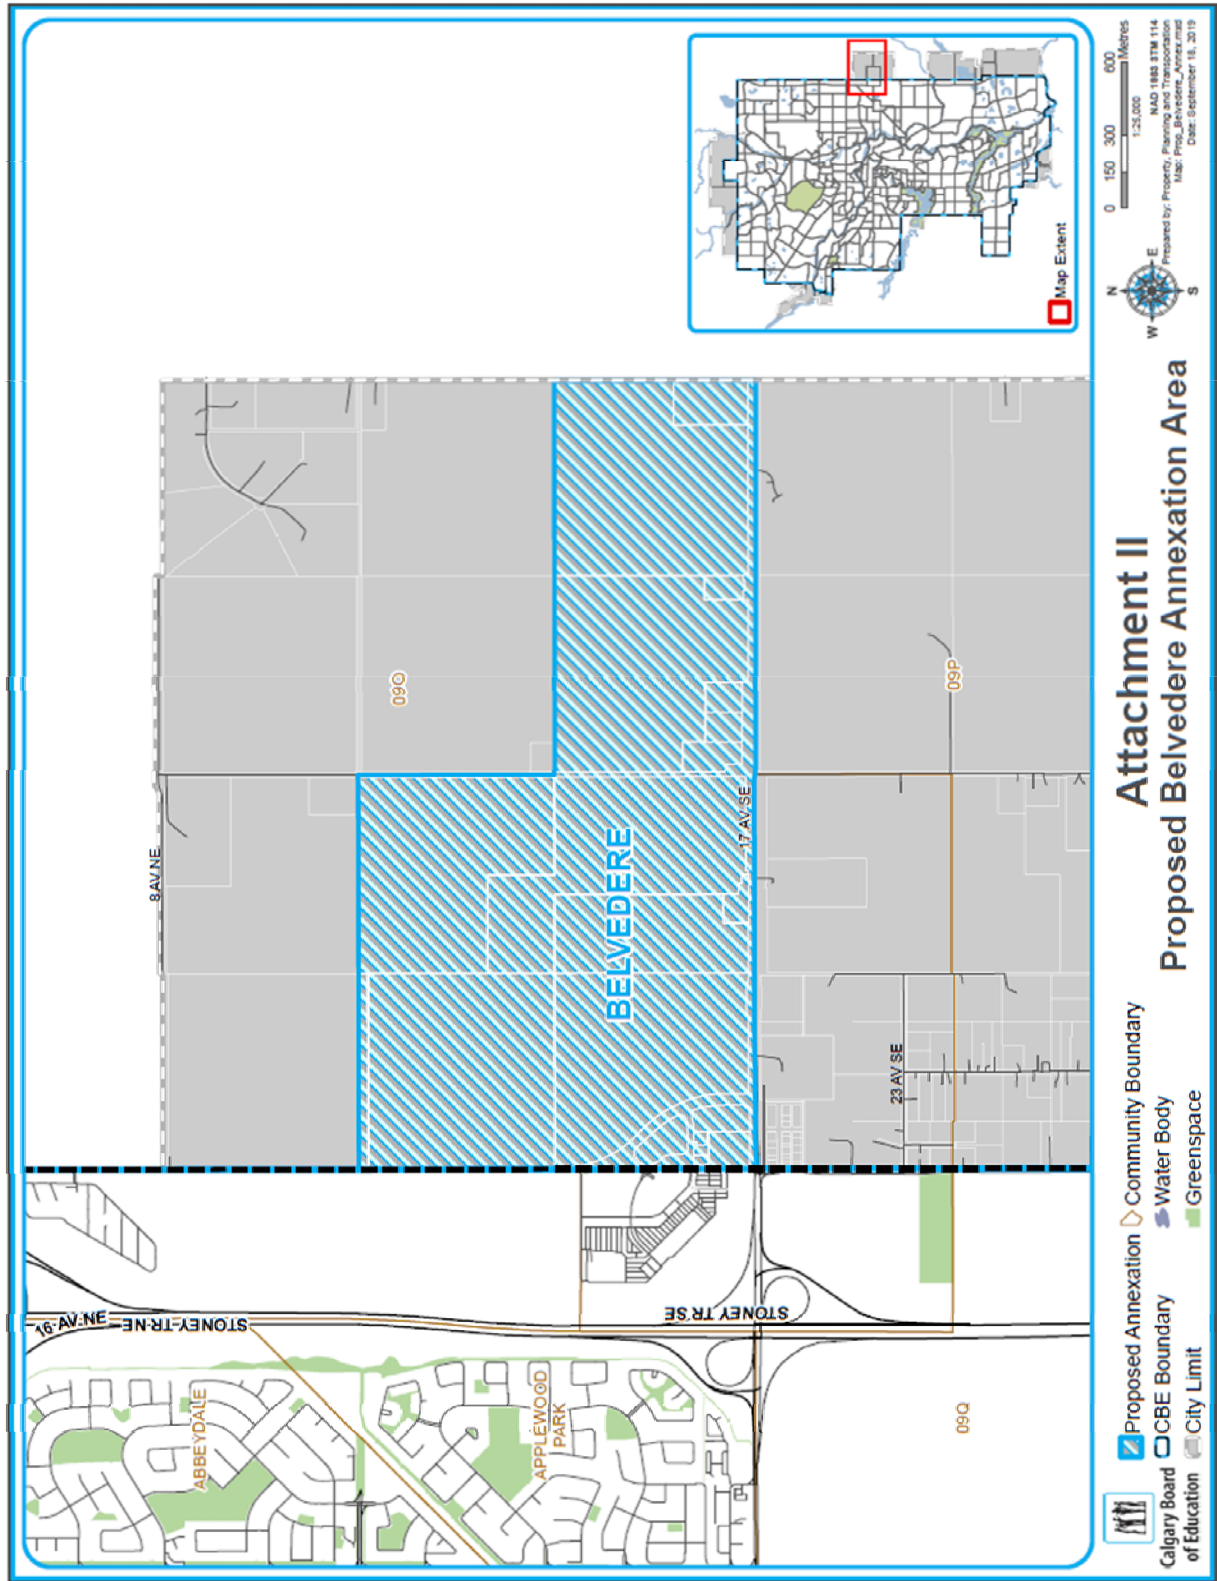 16 AV NE
STONEY TR NE
ABBEYDALE
APPLEWOOD
PARK
STONEY TR SE
09Q
8 AV NE
09O
BELVEDERE
17 AV SE
23 AV SE
09P
Map Extent
Calgary Board
of Education
Proposed Annexation
Community Boundary
CBE Boundary
Water Body
City Limit
Greenspace
Attachment II
Proposed Belvedere Annexation Area
N
W
E
S
0 150 300 600
Metres
1:25,000
NAD 1983 3TM 114
Prepared by: Property, Planning and Transportation
Map: Prop_Belvedere_Annex.mxd
Date: September 18, 2019